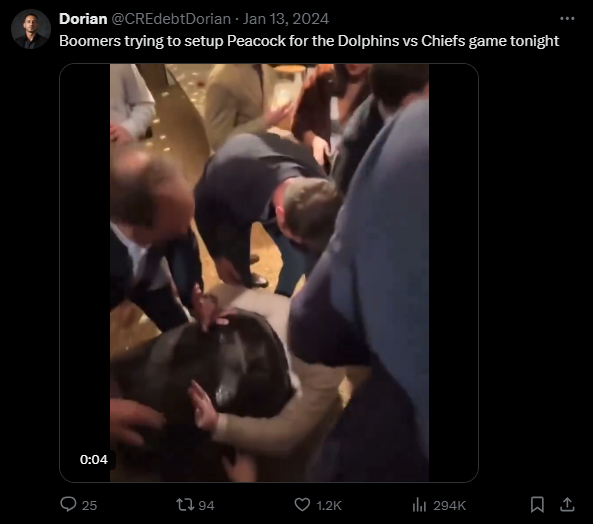 Dorian @CREdebtDorian · Jan 13, 2024
Boomers trying to setup Peacock for the Dolphins vs Chiefs game tonight
0:04
25 94 1.2K 294K